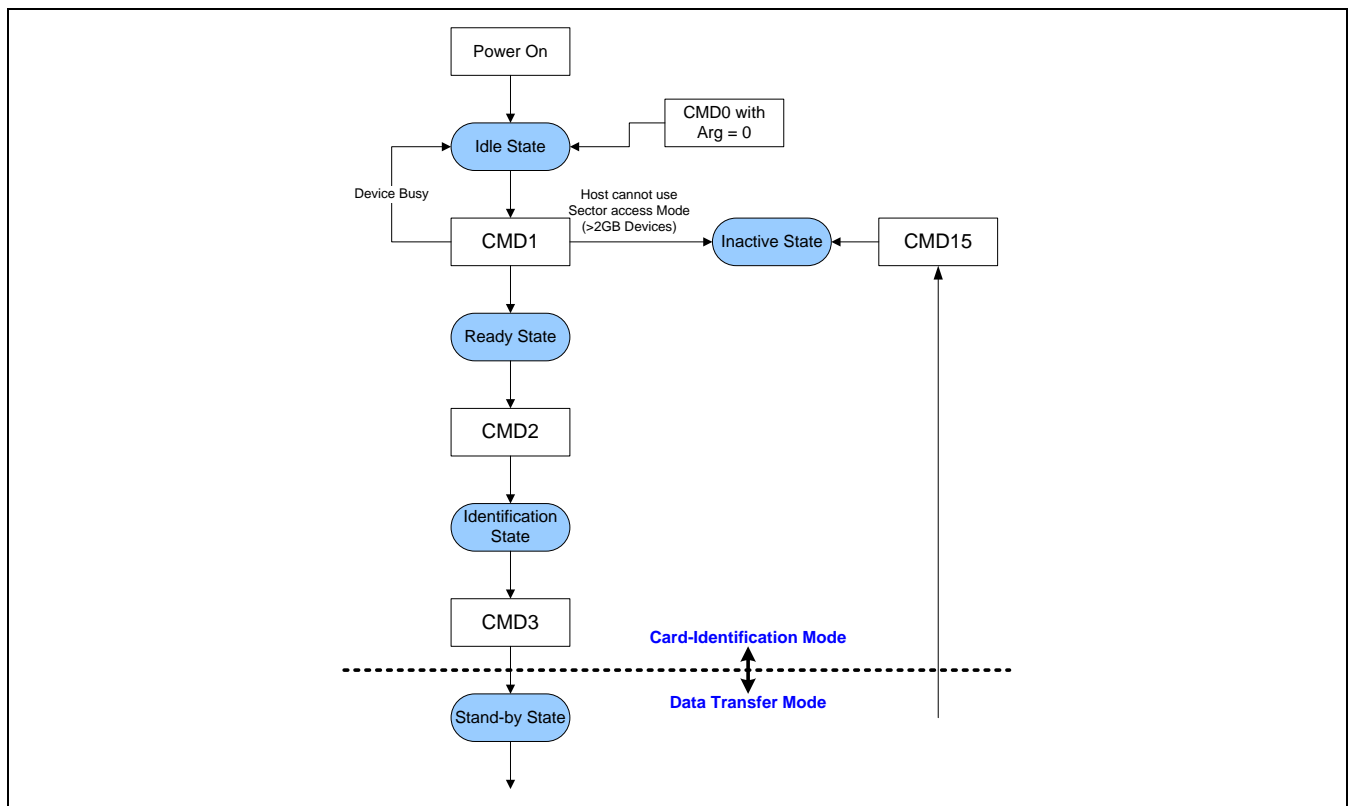 Power On
CMD0 with
Arg = 0
Idle State
Device Busy
Host cannot use
Sector access Mode
(>2GB Devices)
CMD1
Inactive State
CMD15
Ready State
CMD2
Identification
State
CMD3
Card-Identification Mode
Data Transfer Mode
Stand-by State